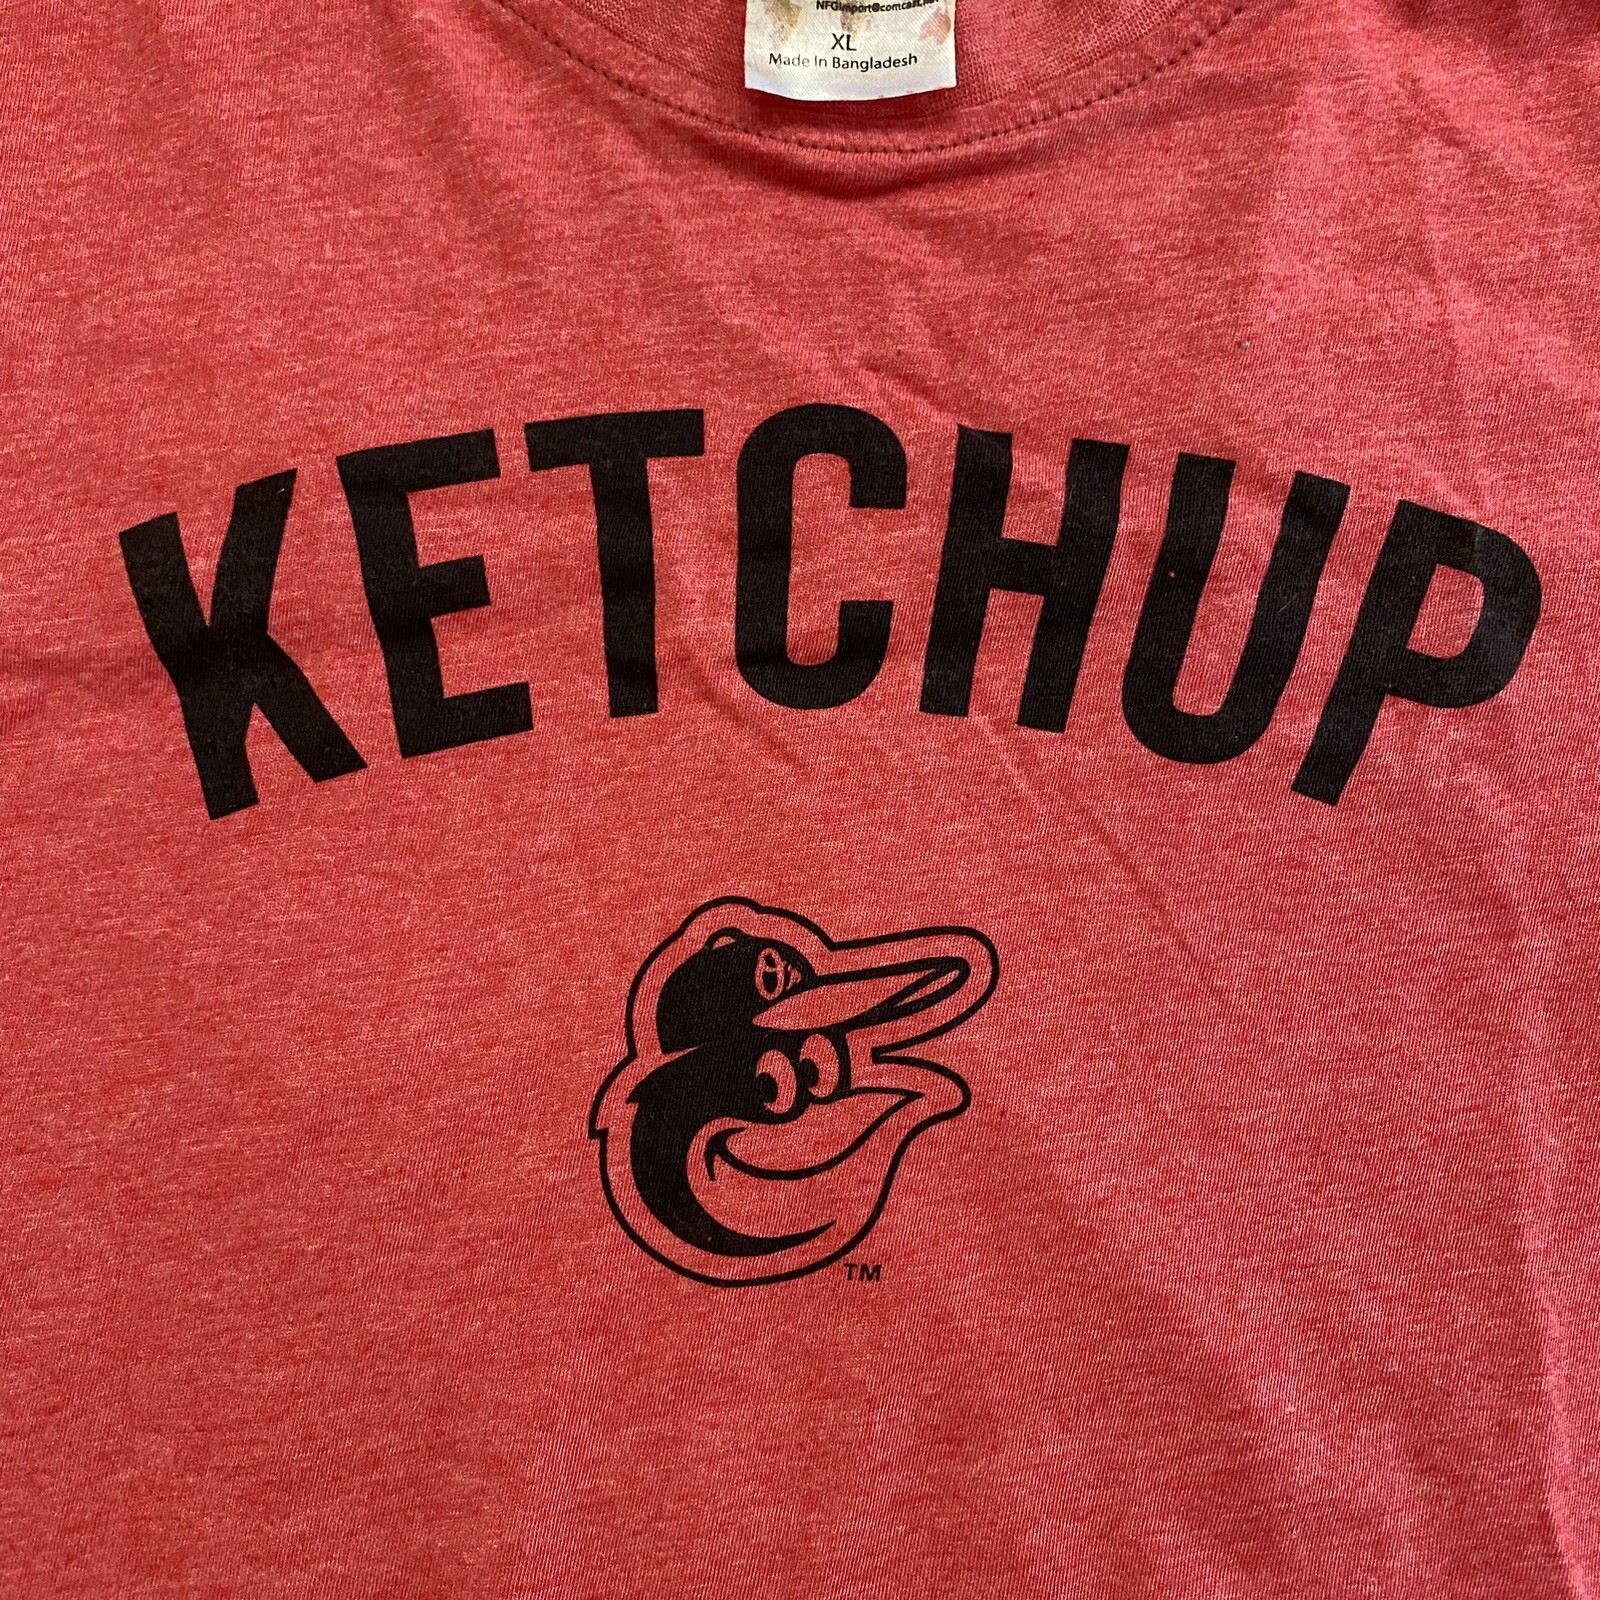 XL
Made In Bangladesh
KETCHUP
O's
TM